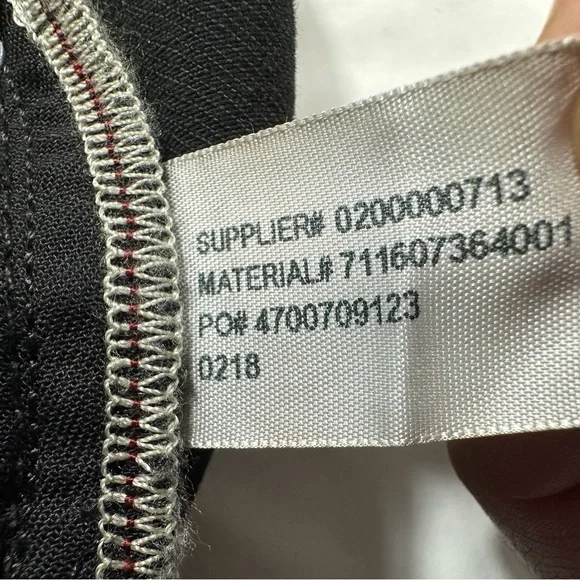 SUPPLIER# 0200000713
MATERIAL# 711607364001
PO# 4700709123
0218